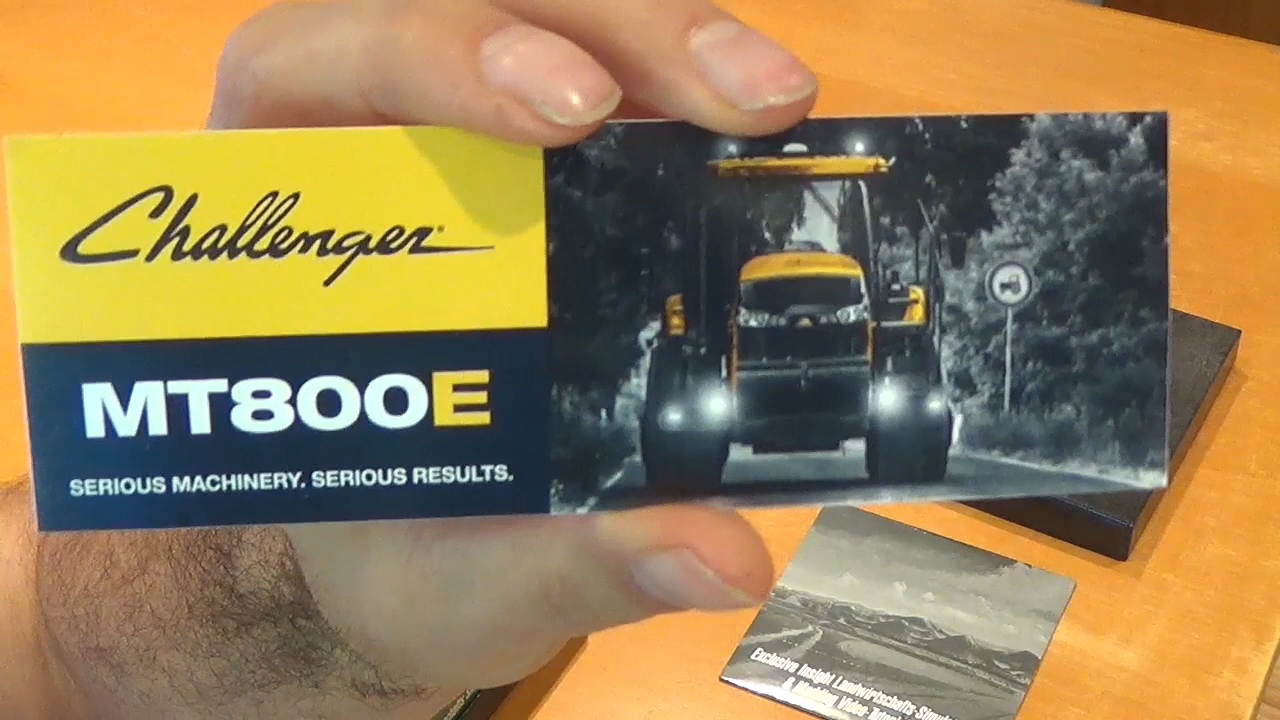 Challenger
MT800E
SERIOUS MACHINERY. SERIOUS RESULTS.
Exclusive Insight Landwirtschafts-Simu
& Modding Video-Tutori